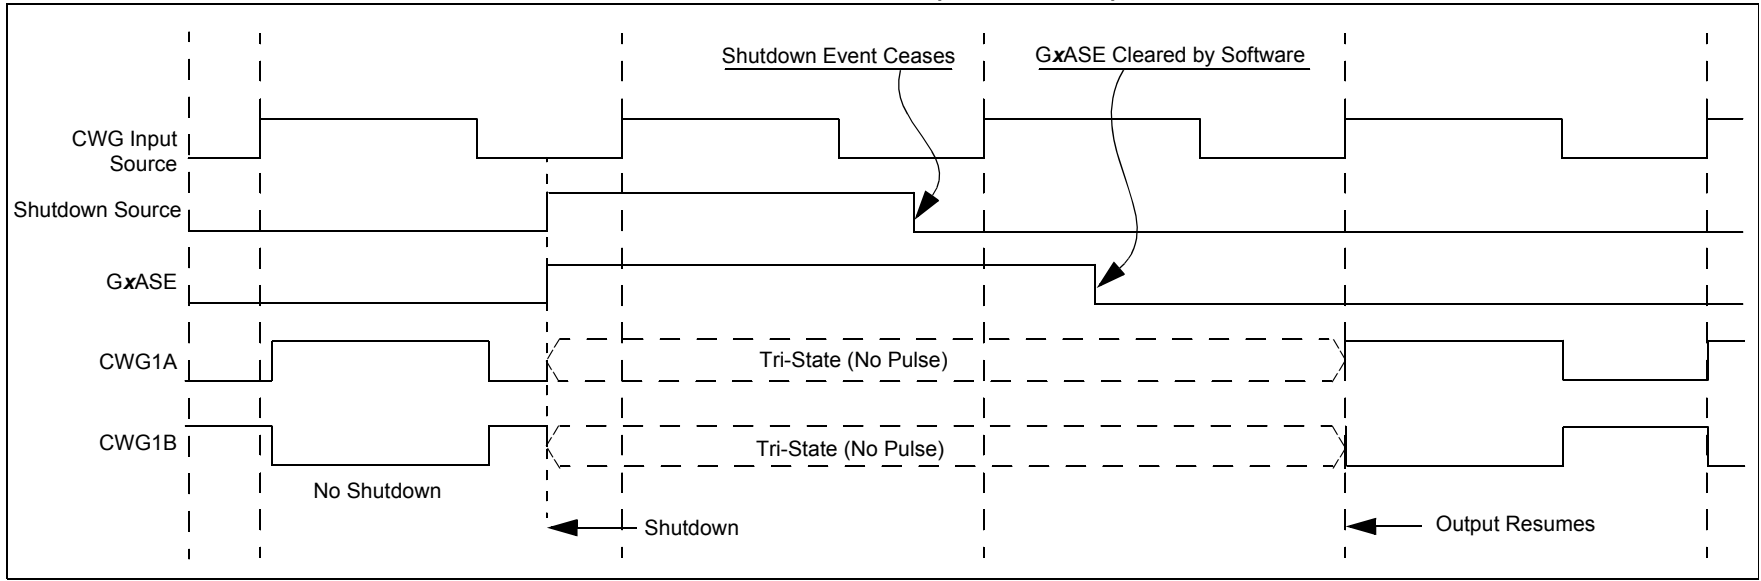 Shutdown Event Ceases
GxASE Cleared by Software
CWG Input
Source
Shutdown Source
GxASE
CWG1A
Tri-State (No Pulse)
CWG1B
Tri-State (No Pulse)
No Shutdown
Shutdown
Output Resumes